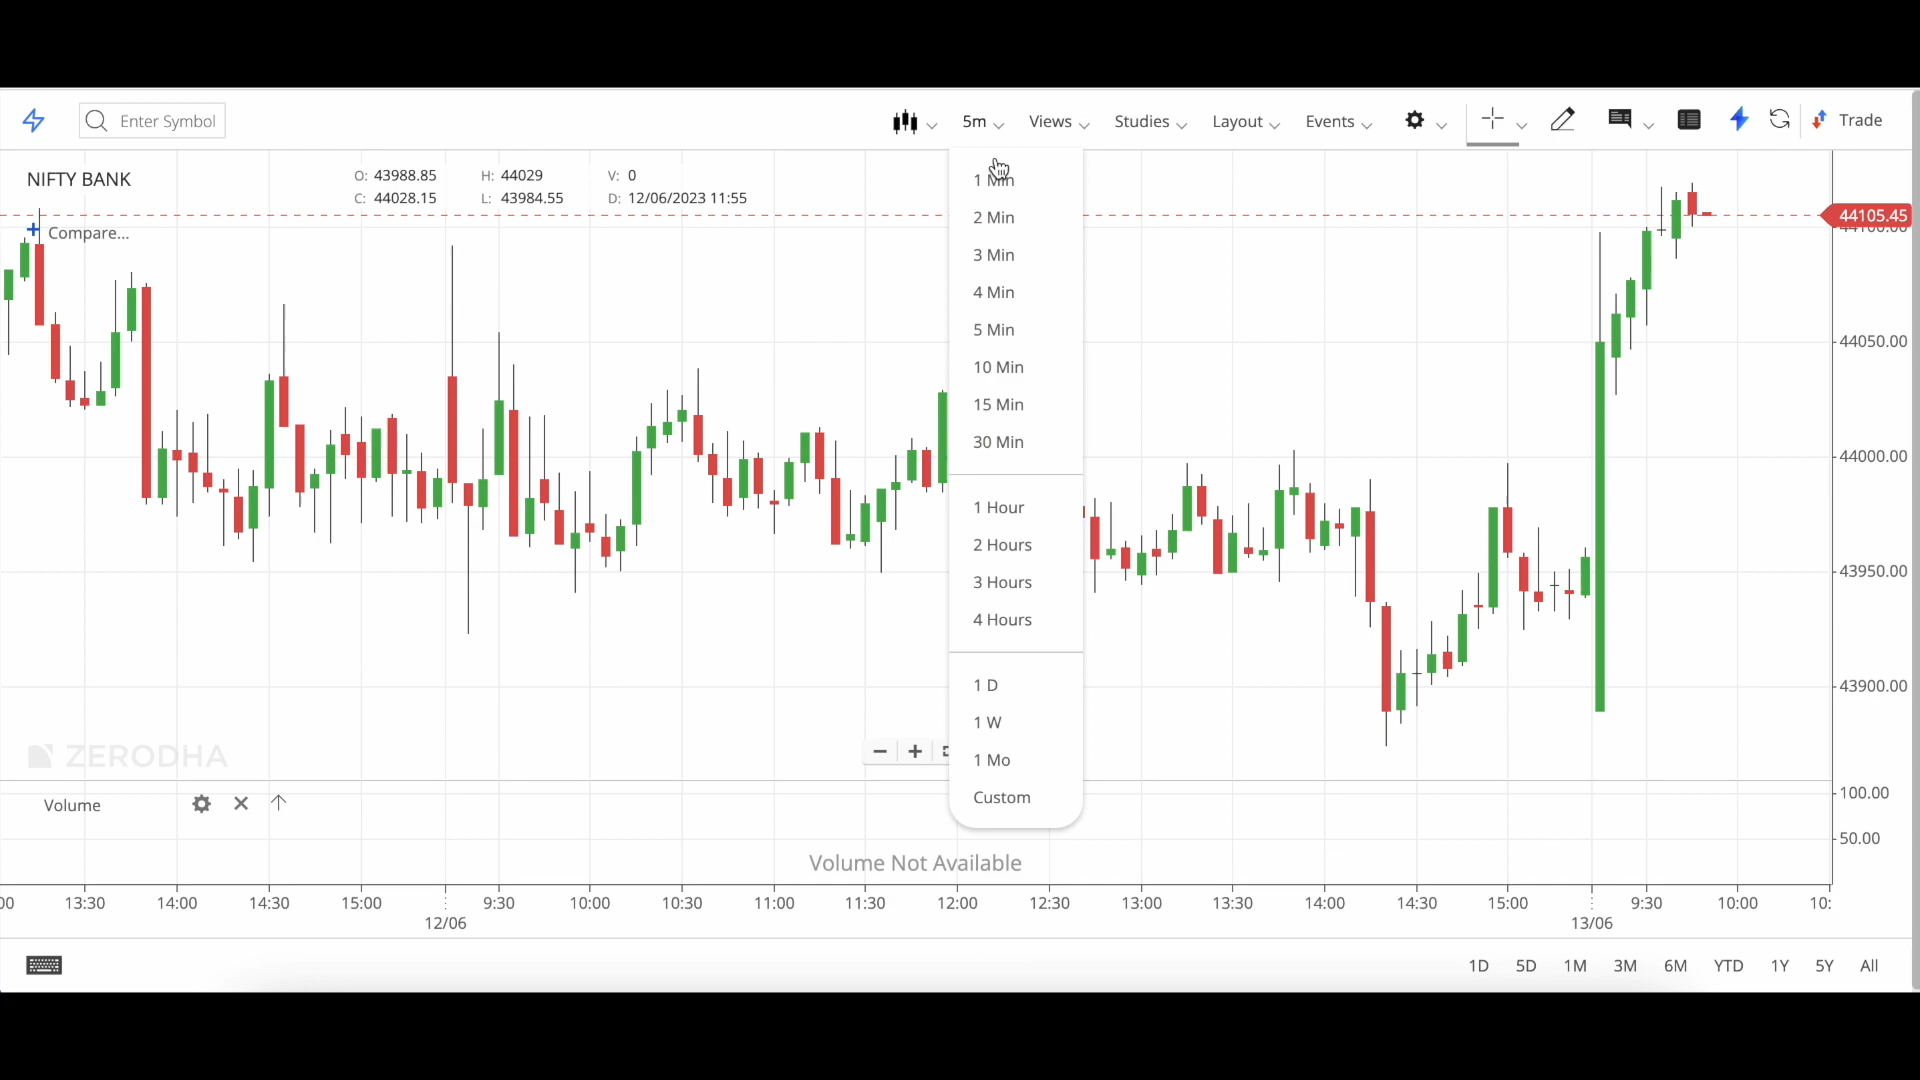 Enter Symbol
5m
Views
Studies
Layout
Events
Trade
NIFTY BANK
O: 43988.85 H: 44029 V: 0
C: 44028.15 L: 43984.55 D: 12/06/2023 11:55
Compare...
1 Min
2 Min
3 Min
4 Min
5 Min
10 Min
15 Min
30 Min
1 Hour
2 Hours
3 Hours
4 Hours
1 D
1 W
1 Mo
Custom
44105.45
44100.00
44050.00
44000.00
43950.00
43900.00
ZERODHA
Volume
100.00
50.00
Volume Not Available
00 13:30 14:00 14:30 15:00 9:30 10:00 10:30 11:00 11:30 12:00 12:30 13:00 13:30 14:00 14:30 15:00 9:30 10:00 10:
12/06 13/06
1D 5D 1M 3M 6M YTD 1Y 5Y All